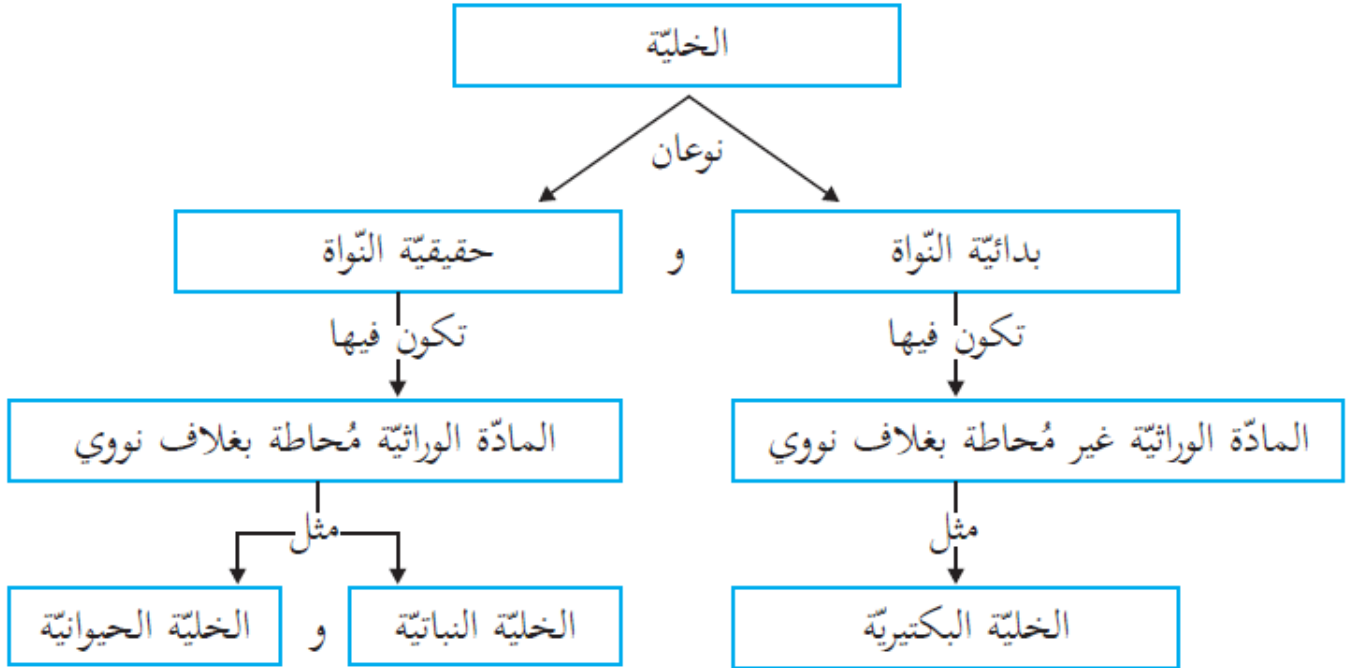 الخليّة
نوعان
بدائيّة النّواة و حقيقيّة النّواة
تكون فيها تكون فيها
المادّة الوراثيّة غير مُحاطة بغلاف نووي المادّة الوراثيّة مُحاطة بغلاف نووي
مثل مثل
الخليّة البكتيريّة الخليّة النباتيّة و الخليّة الحيوانيّة